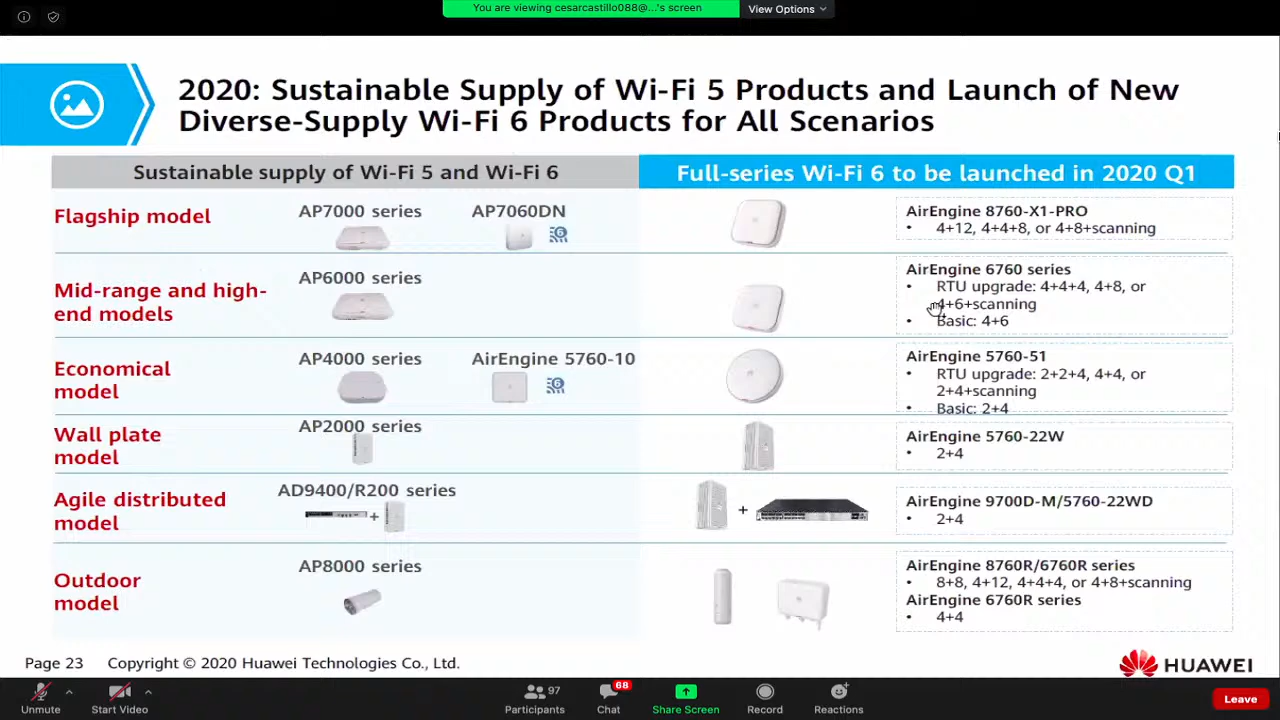 You are viewing cesarcastillo088@...'s screen
View Options
2020: Sustainable Supply of Wi-Fi 5 Products and Launch of New
Diverse-Supply Wi-Fi 6 Products for All Scenarios
Sustainable supply of Wi-Fi 5 and Wi-Fi 6
Full-series Wi-Fi 6 to be launched in 2020 Q1
Flagship model
AP7000 series
AP7060DN
6
AirEngine 8760-X1-PRO
• 4+12, 4+4+8, or 4+8+scanning
Mid-range and high-
end models
AP6000 series
AirEngine 6760 series
• RTU upgrade: 4+4+4, 4+8, or
4+6+scanning
• Basic: 4+6
Economical
model
AP4000 series
AirEngine 5760-10
6
AirEngine 5760-51
• RTU upgrade: 2+2+4, 4+4, or
2+4+scanning
• Basic: 2+4
Wall plate
model
AP2000 series
AirEngine 5760-22W
• 2+4
Agile distributed
model
AD9400/R200 series
+
+
AirEngine 9700D-M/5760-22WD
• 2+4
Outdoor
model
AP8000 series
AirEngine 8760R/6760R series
• 8+8, 4+12, 4+4+4, or 4+8+scanning
AirEngine 6760R series
• 4+4
Page 23 Copyright © 2020 Huawei Technologies Co., Ltd.
HUAWEI
Unmute
Start Video
97
Participants
68
Chat
Share Screen
Record
Reactions
Leave